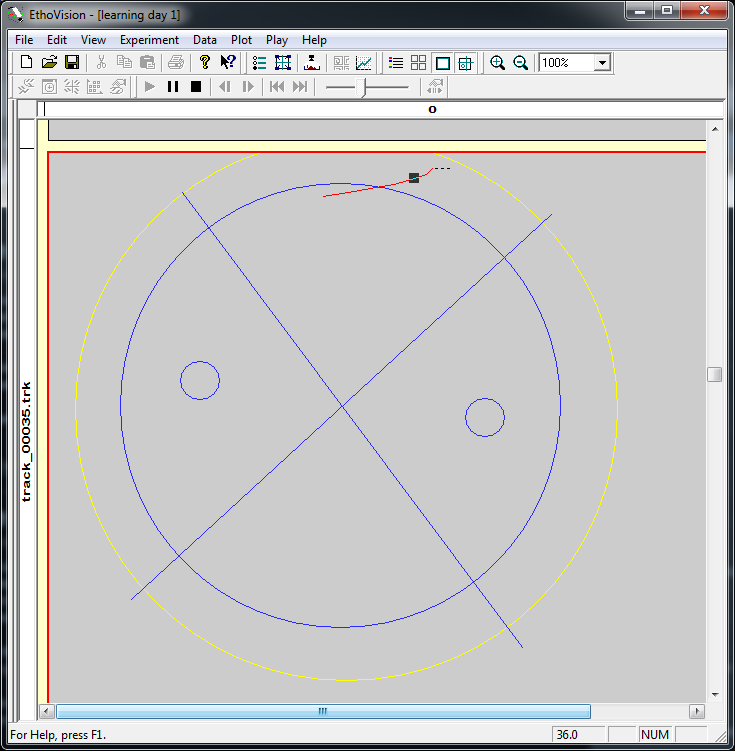 EthoVision - [learning day 1]
File Edit View Experiment Data Plot Play Help
100%
o
track_00035.trk
For Help, press F1.
36.0
NUM